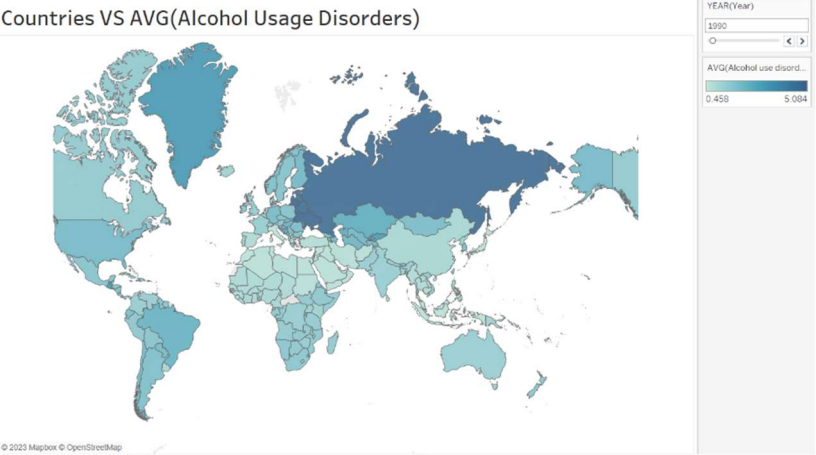 Countries VS AVG(Alcohol Usage Disorders)
YEAR(Year)
1990
AVG(Alcohol use disord...
0.458 5.084
© 2023 Mapbox © OpenStreetMap